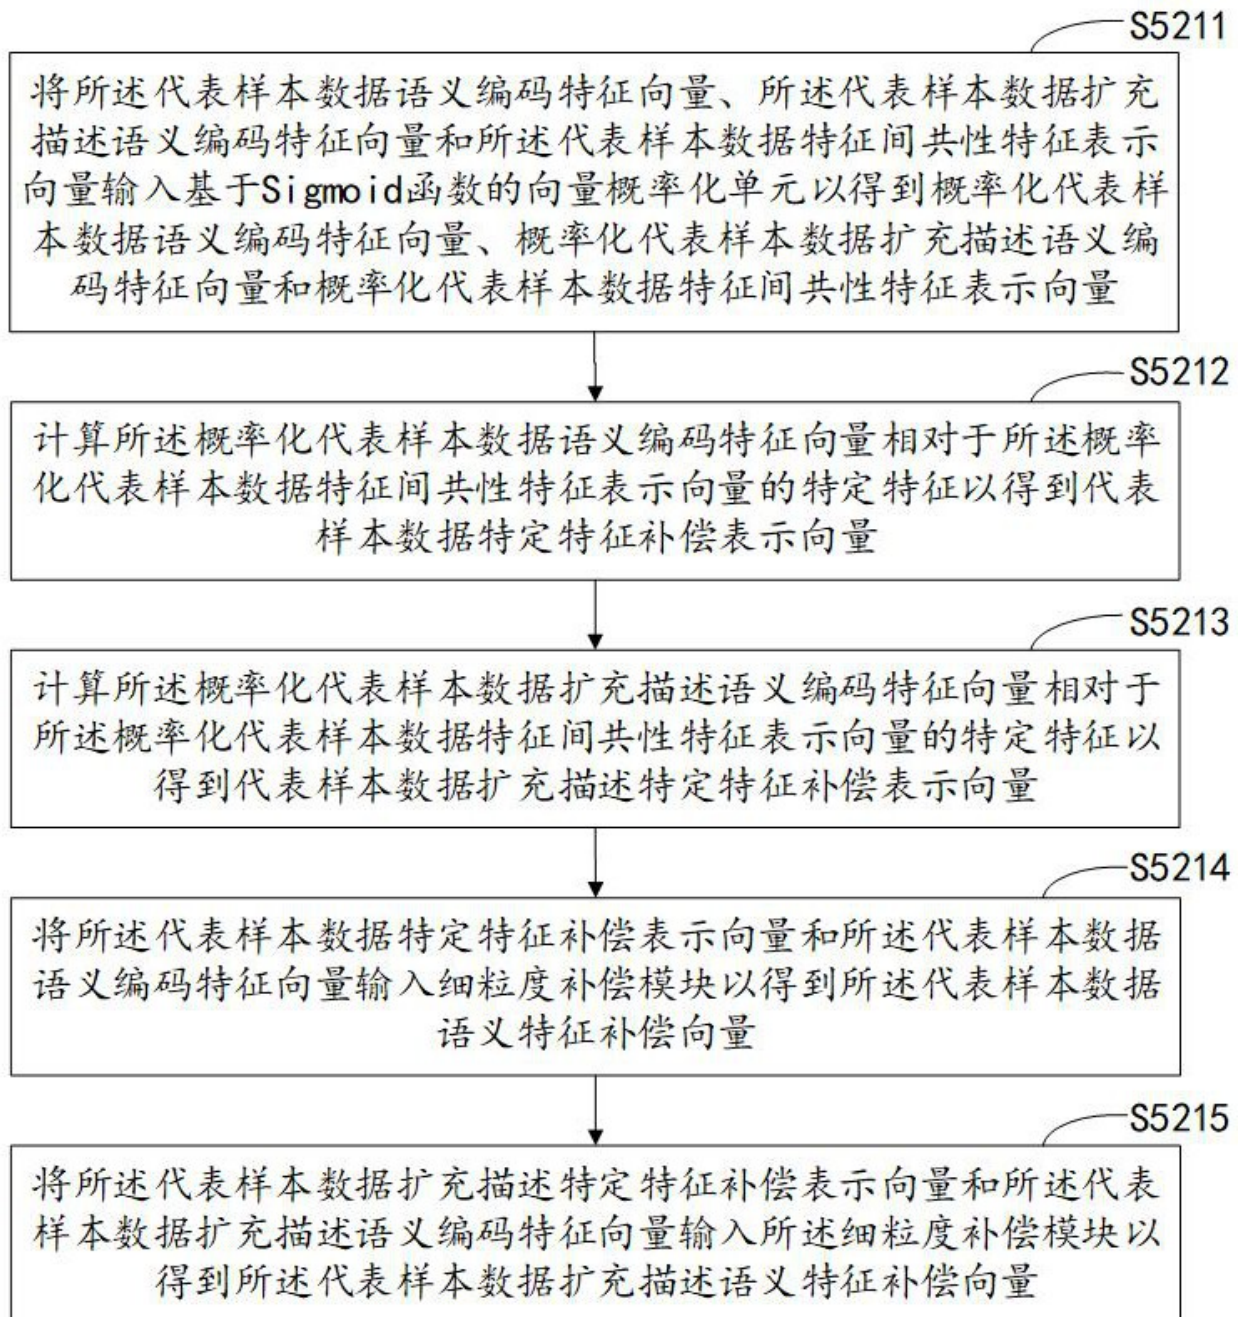 S5211
将所述代表样本数据语义编码特征向量、所述代表样本数据扩充
描述语义编码特征向量和所述代表样本数据特征间共性特征表示
向量输入基于Sigmoid函数的向量概率化单元以得到概率化代表样
本数据语义编码特征向量、概率化代表样本数据扩充描述语义编
码特征向量和概率化代表样本数据特征间共性特征表示向量
S5212
计算所述概率化代表样本数据语义编码特征向量相对于所述概率
化代表样本数据特征间共性特征表示向量的特定特征以得到代表
样本数据特定特征补偿表示向量
S5213
计算所述概率化代表样本数据扩充描述语义编码特征向量相对于
所述概率化代表样本数据特征间共性特征表示向量的特定特征以
得到代表样本数据扩充描述特定特征补偿表示向量
S5214
将所述代表样本数据特定特征补偿表示向量和所述代表样本数据
语义编码特征向量输入细粒度补偿模块以得到所述代表样本数据
语义特征补偿向量
S5215
将所述代表样本数据扩充描述特定特征补偿表示向量和所述代表
样本数据扩充描述语义编码特征向量输入所述细粒度补偿模块以
得到所述代表样本数据扩充描述语义特征补偿向量